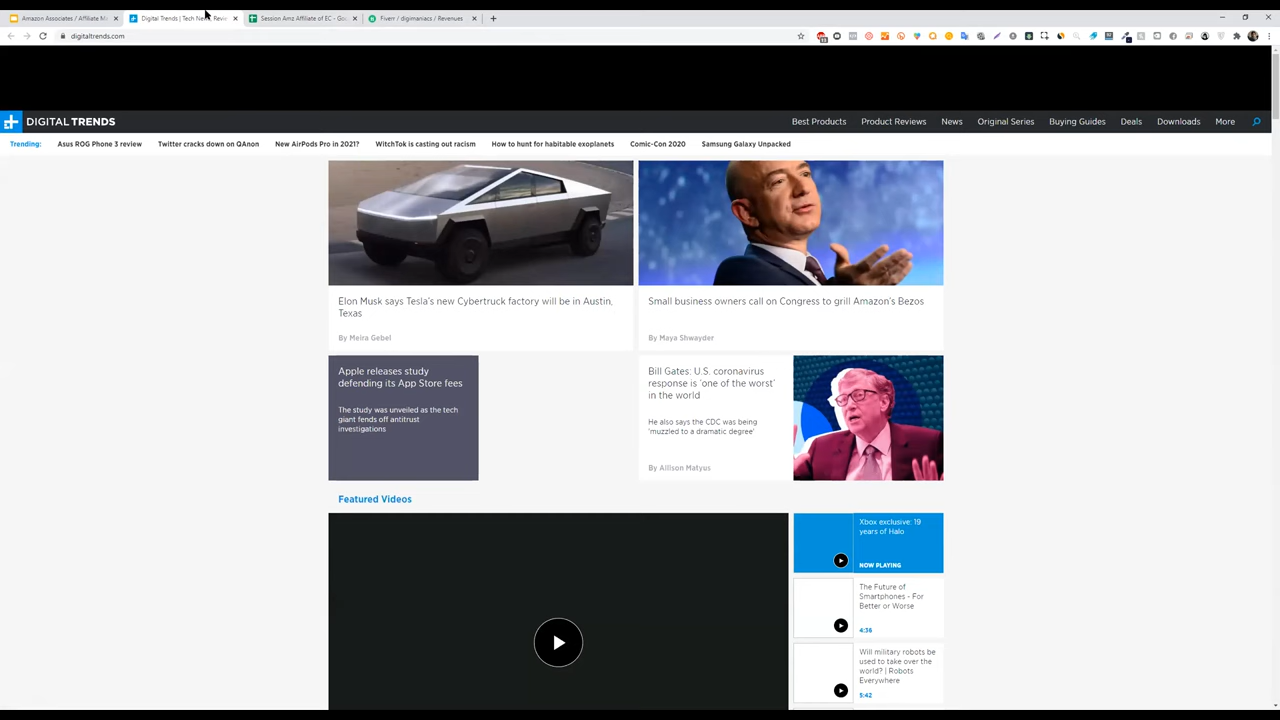 Amazon Associates / Affiliate M
Digital Trends | Tech News, Revie
Session Amz Affiliate of EC - Goo
Fiverr / digimaniacs / Revenues
digitaltrends.com
DIGITAL TRENDS
Best Products
Product Reviews
News
Original Series
Buying Guides
Deals
Downloads
More
Trending:
Asus ROG Phone 3 review
Twitter cracks down on QAnon
New AirPods Pro in 2021?
WitchTok is casting out racism
How to hunt for habitable exoplanets
Comic-Con 2020
Samsung Galaxy Unpacked
Elon Musk says Tesla's new Cybertruck factory will be in Austin,
Texas
By Meira Gebel
Small business owners call on Congress to grill Amazon's Bezos
By Maya Shwayder
Apple releases study
defending its App Store fees
The study was unveiled as the tech
giant fends off antitrust
investigations
Bill Gates: U.S. coronavirus
response is 'one of the worst'
in the world
He also says the CDC was being
'muzzled to a dramatic degree'
By Allison Matyus
Featured Videos
Xbox exclusive: 19
years of Halo
NOW PLAYING
The Future of
Smartphones - For
Better or Worse
4:36
Will military robots be
used to take over the
world? | Robots
Everywhere
5:42